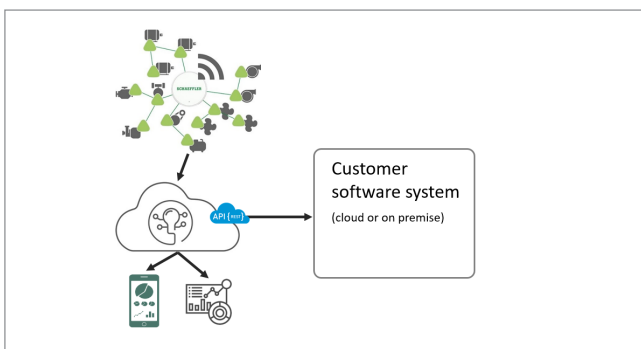 SCHAEFFLER
API {REST}
Customer
software system
(cloud or on premise)